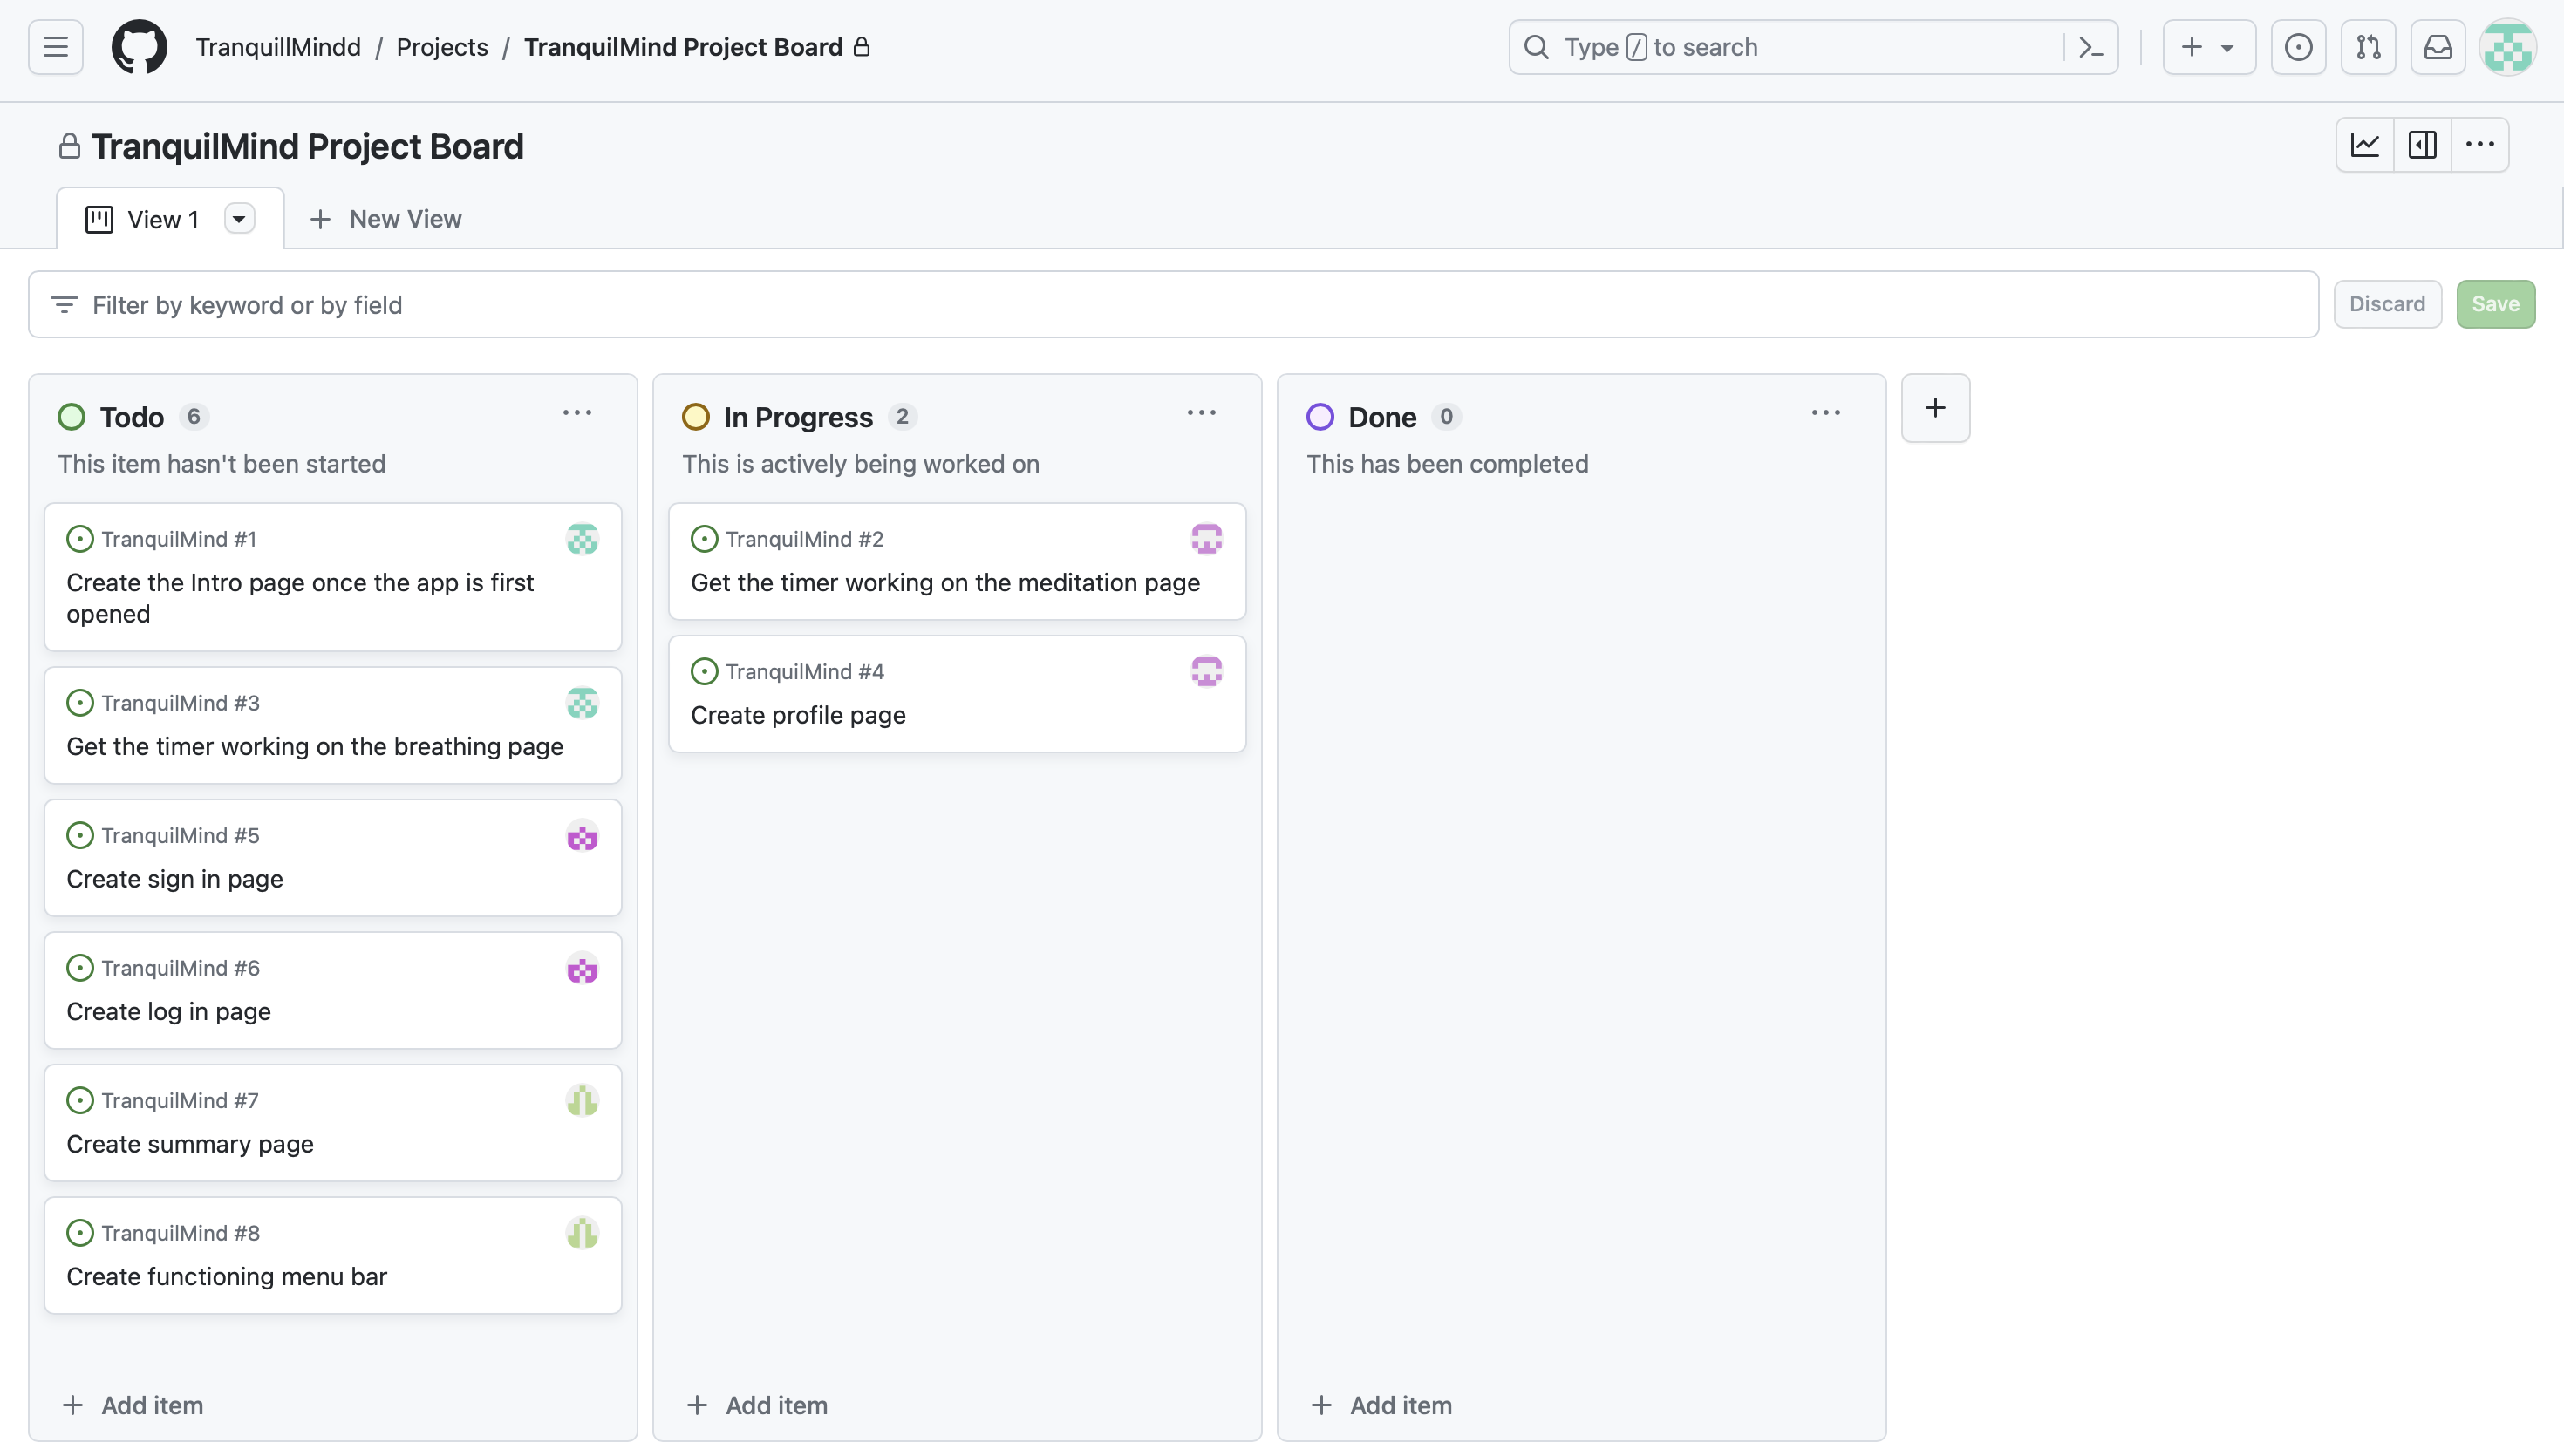 TranquillMindd / Projects / TranquilMind Project Board
Type / to search
TranquilMind Project Board
View 1
New View
Filter by keyword or by field
Discard
Save
Todo 6
This item hasn't been started
TranquilMind #1
Create the Intro page once the app is first
opened
TranquilMind #3
Get the timer working on the breathing page
TranquilMind #5
Create sign in page
TranquilMind #6
Create log in page
TranquilMind #7
Create summary page
TranquilMind #8
Create functioning menu bar
Add item
In Progress 2
This is actively being worked on
TranquilMind #2
Get the timer working on the meditation page
TranquilMind #4
Create profile page
Add item
Done 0
This has been completed
Add item